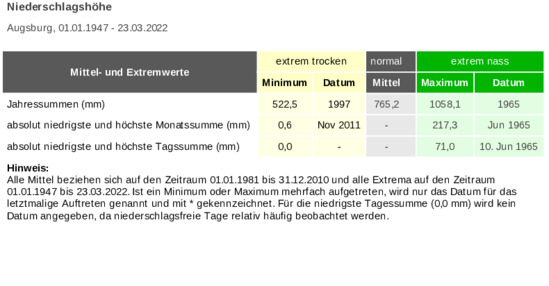 Niederschlagshöhe
Augsburg, 01.01.1947 - 23.03.2022
Mittel- und Extremwerte extrem trocken normal extrem nass
Minimum Datum Mittel Maximum Datum
Jahressummen (mm) 522,5 1997 765,2 1058,1 1965
absolut niedrigste und höchste Monatssumme (mm) 0,6 Nov 2011 - 217,3 Jun 1965
absolut niedrigste und höchste Tagssumme (mm) 0,0 - - 71,0 10. Jun 1965
Hinweis:
Alle Mittel beziehen sich auf den Zeitraum 01.01.1981 bis 31.12.2010 und alle Extrema auf den Zeitraum
01.01.1947 bis 23.03.2022. Ist ein Minimum oder Maximum mehrfach aufgetreten, wird nur das Datum für das
letztmalige Auftreten genannt und mit * gekennzeichnet. Für die niedrigste Tagessumme (0,0 mm) wird kein
Datum angegeben, da niederschlagsfreie Tage relativ häufig beobachtet werden.